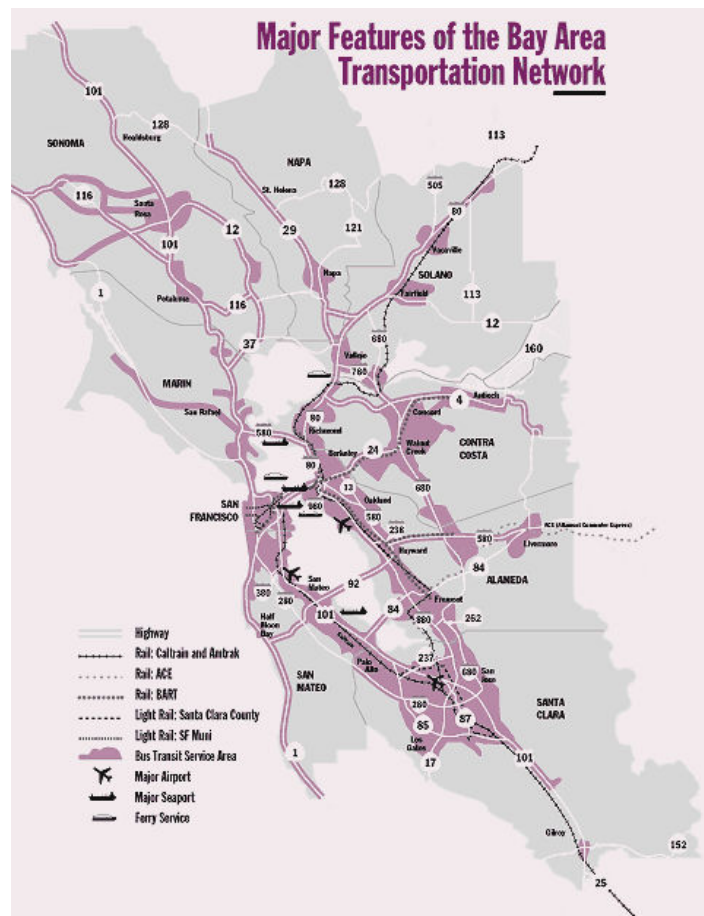 Major Features of the Bay Area
Transportation Network
101
128
Healdsburg
113
SONOMA
NAPA
St. Helena
128
505
116
Santa
Rosa
80
12
29
121
101
Vacaville
Napa
SOLANO
Fairfield
113
1
Petaluma
116
12
37
680
160
Vallejo
780
MARIN
4
Antioch
San Rafael
80
Concord
580
Richmond
Berkeley
24
Walnut
Creek
CONTRA
COSTA
80
13
680
SAN
FRANCISCO
980
Oakland
580
238
ACE (Altamont Commuter Express)
580
Hayward
Livermore
84
ALAMEDA
San
Mateo
92
380
280
Fremont
101
84
880
262
Half
Moon
Bay
Palo
Alto
237
680
San
Jose
SAN
MATEO
280
SANTA
CLARA
85
87
Los
Gatos
1
17
101
Gilroy
152
25
Highway
Rail: Caltrain and Amtrak
Rail: ACE
Rail: BART
Light Rail: Santa Clara County
Light Rail: SF Muni
Bus Transit Service Area
Major Airport
Major Seaport
Ferry Service